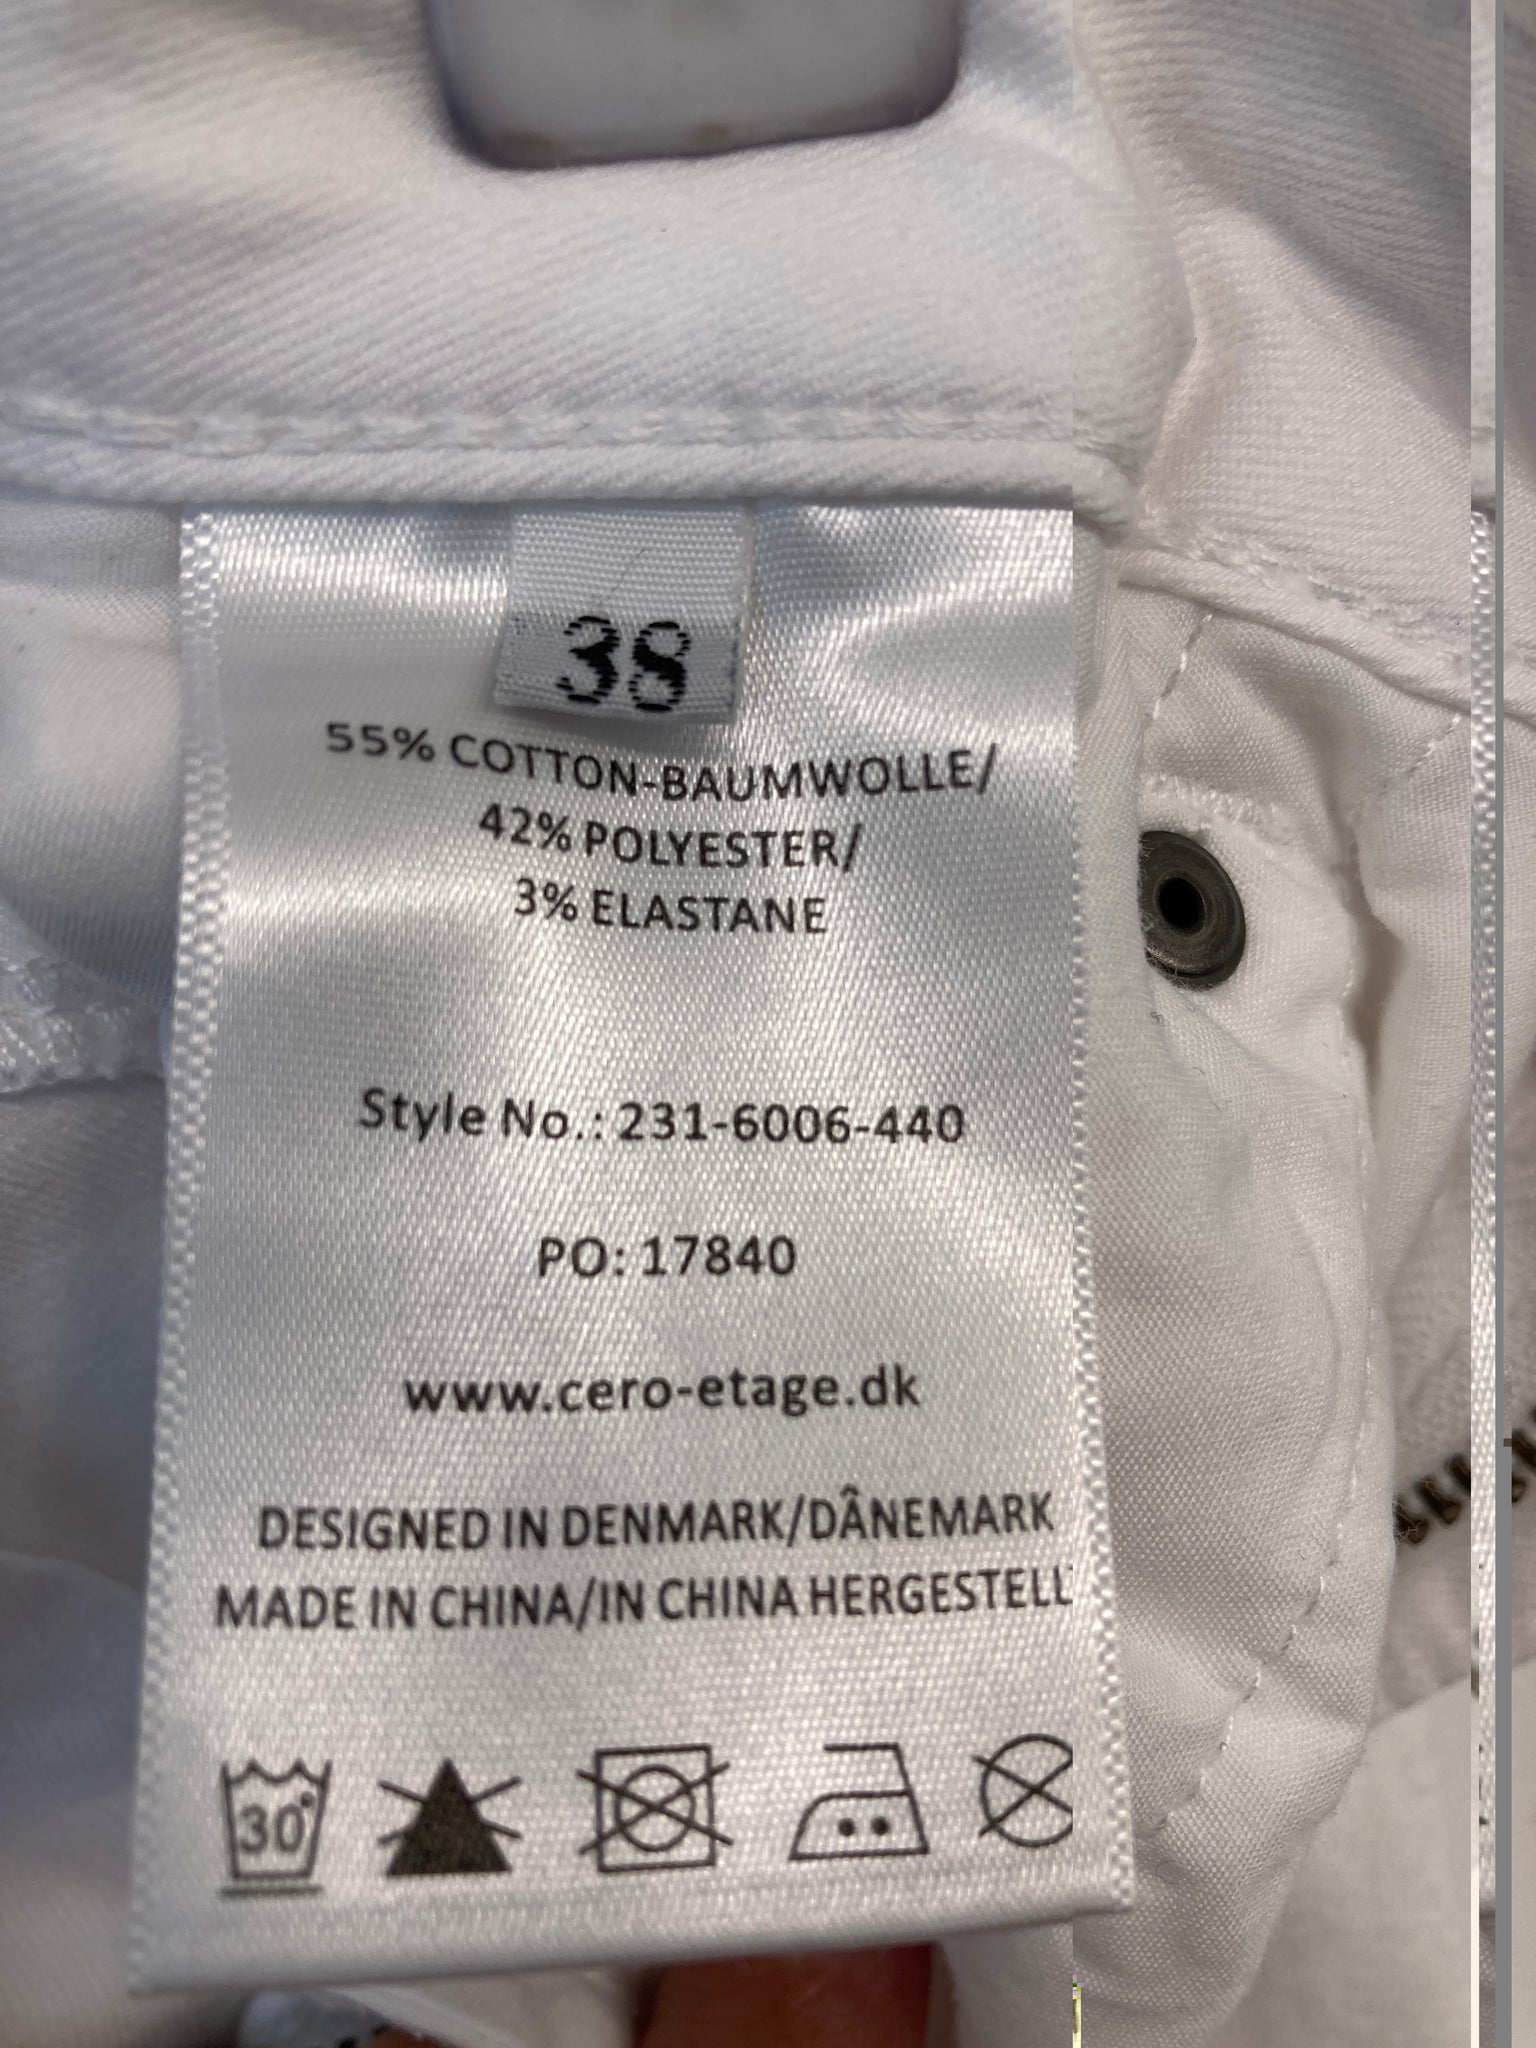 38
55% COTTON-BAUMWOLLE/
42% POLYESTER/
3% ELASTANE
Style No.: 231-6006-440
PO: 17840
www.cero-etage.dk
DESIGNED IN DENMARK/DÂNEMARK
MADE IN CHINA/IN CHINA HERGESTELL
30°